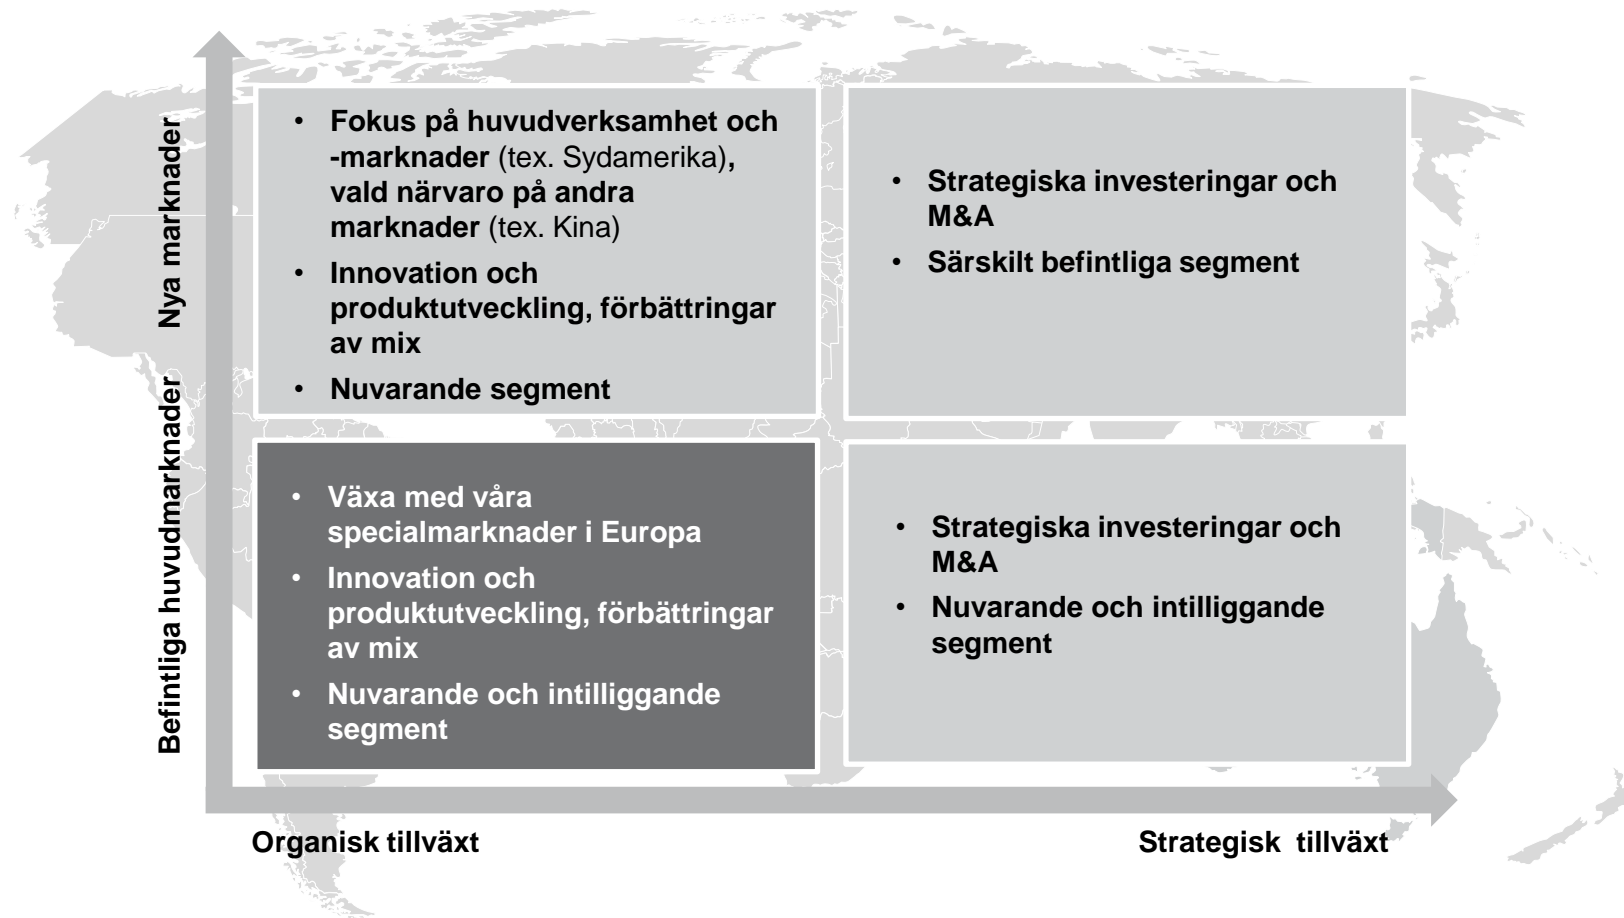 Nya marknader
• Fokus på huvudverksamhet och
-marknader (tex. Sydamerika),
vald närvaro på andra
marknader (tex. Kina)
• Innovation och
produktutveckling, förbättringar
av mix
• Nuvarande segment
• Strategiska investeringar och
M&A
• Särskilt befintliga segment
Befintliga huvudmarknader
• Växa med våra
specialmarknader i Europa
• Innovation och
produktutveckling, förbättringar
av mix
• Nuvarande och intilliggande
segment
• Strategiska investeringar och
M&A
• Nuvarande och intilliggande
segment
Organisk tillväxt
Strategisk tillväxt